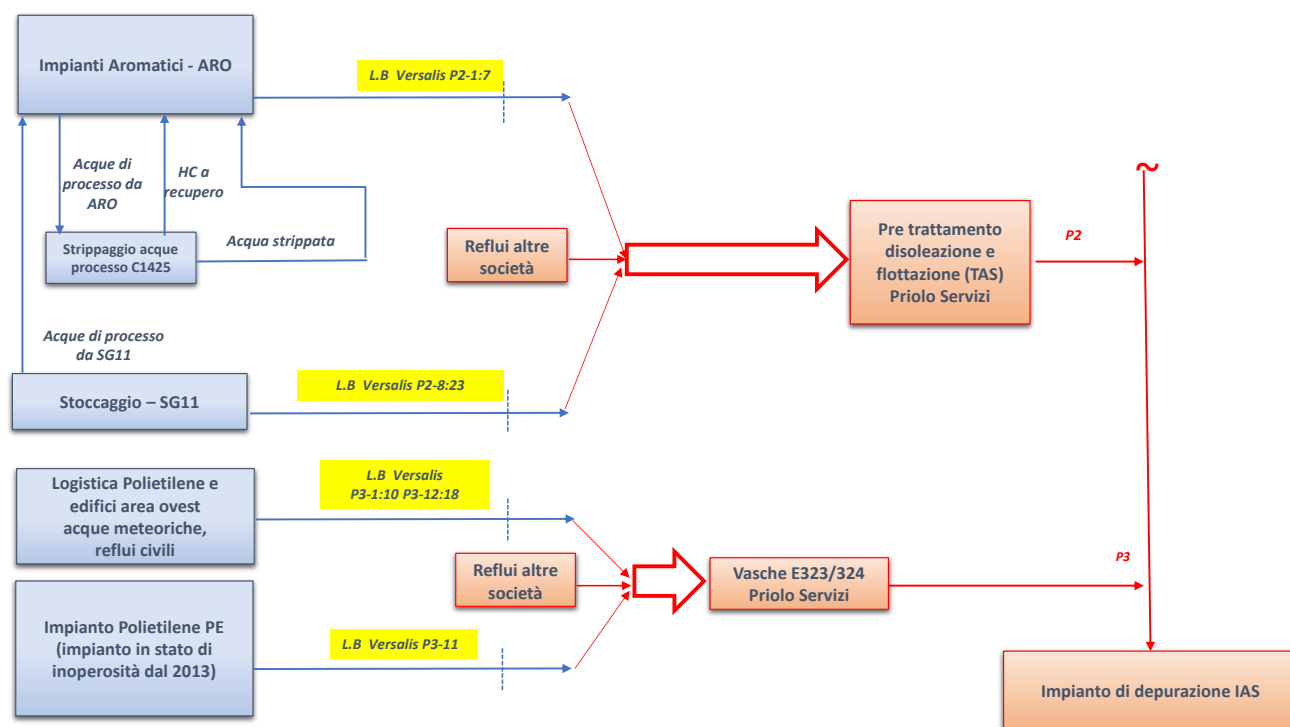 Impianti Aromatici - ARO
L.B Versalis P2-1:7
Acque di
processo da
ARO
HC a
recupero
Strippaggio acque
processo C1425
Acqua strippata
Reflui altre
società
Pre trattamento
disoleazione e
flottazione (TAS)
Priolo Servizi
P2
~
Acque di processo
da SG11
Stoccaggio – SG11
L.B Versalis P2-8:23
Logistica Polietilene e
edifici area ovest
acque meteoriche,
reflui civili
L.B Versalis
P3-1:10 P3-12:18
Reflui altre
società
Vasche E323/324
Priolo Servizi
P3
Impianto Polietilene PE
(impianto in stato di
inoperosità dal 2013)
L.B Versalis P3-11
Impianto di depurazione IAS